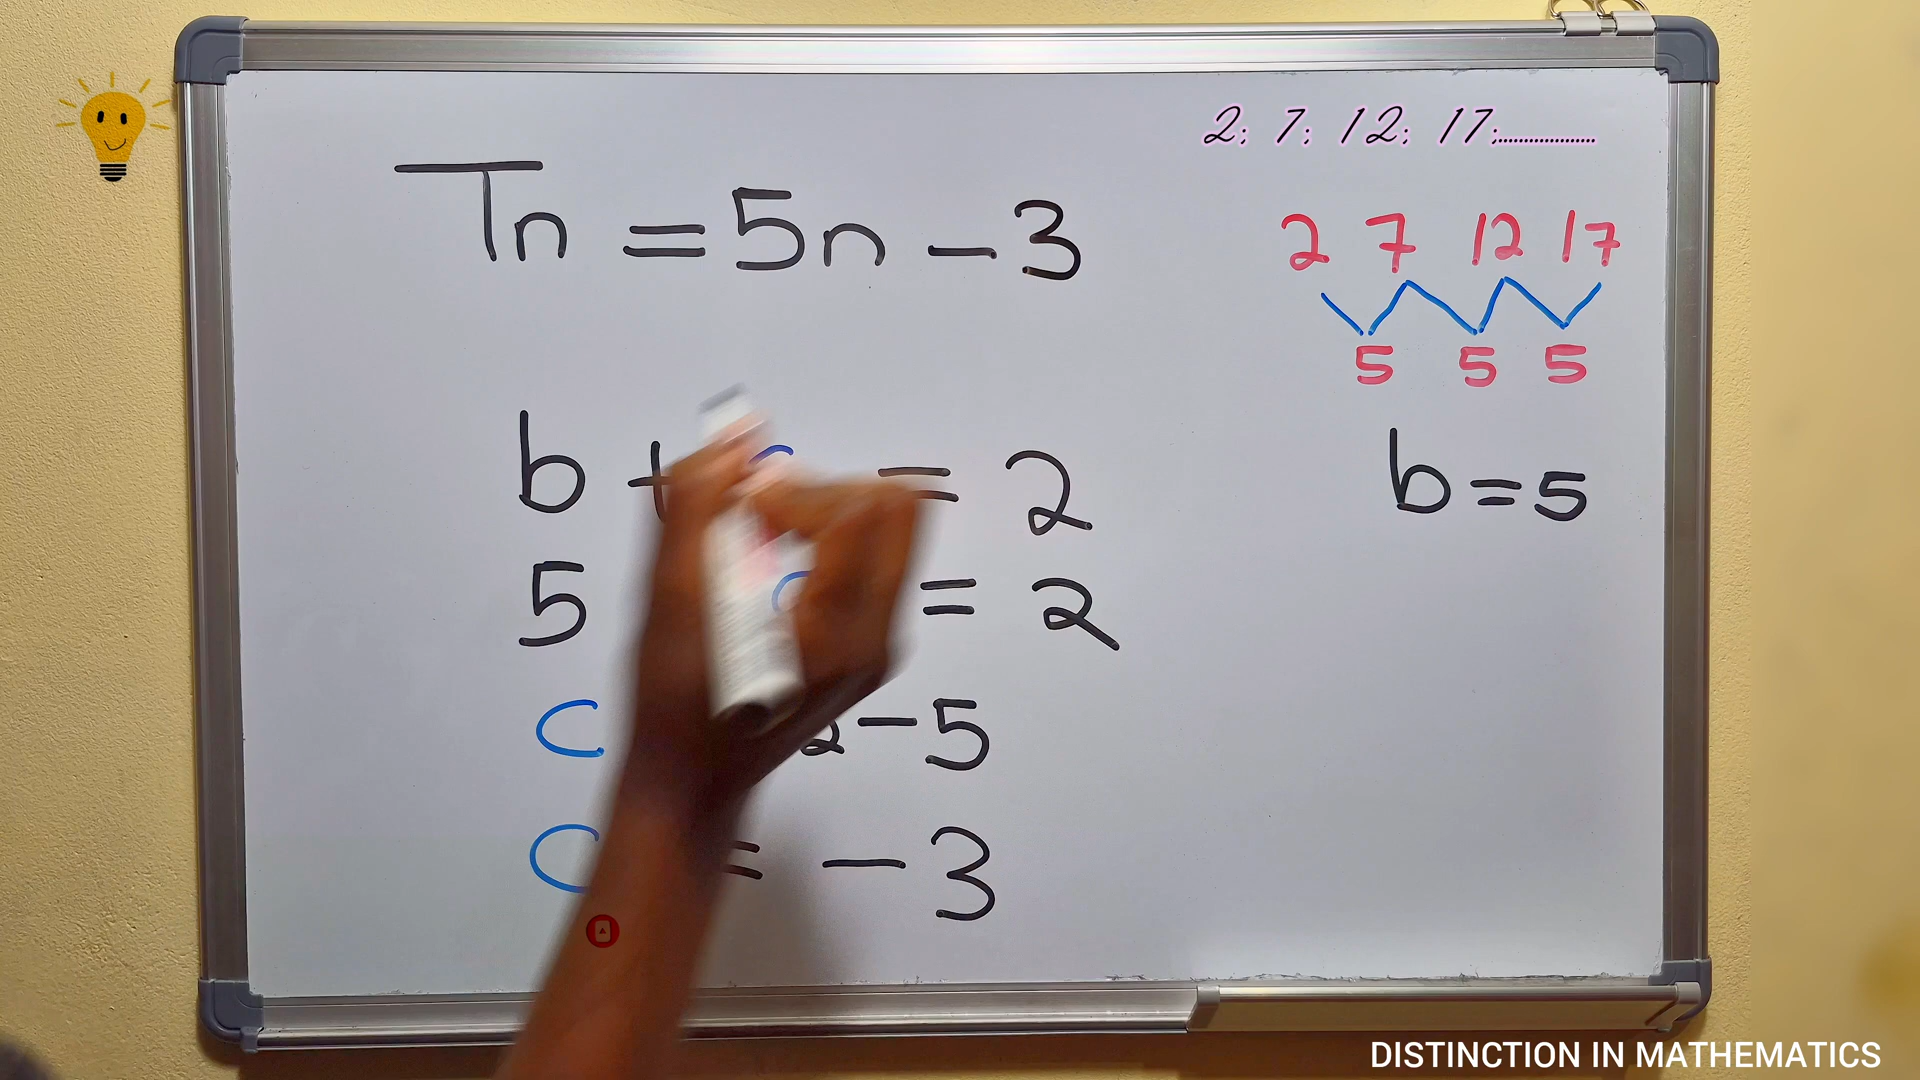 2; 7; 12; 17;..................
Tn = 5n - 3
2 7 12 17
5 5 5
b + c = 2
b = 5
5 c = 2
c 2 - 5
c = - 3
DISTINCTION IN MATHEMATICS